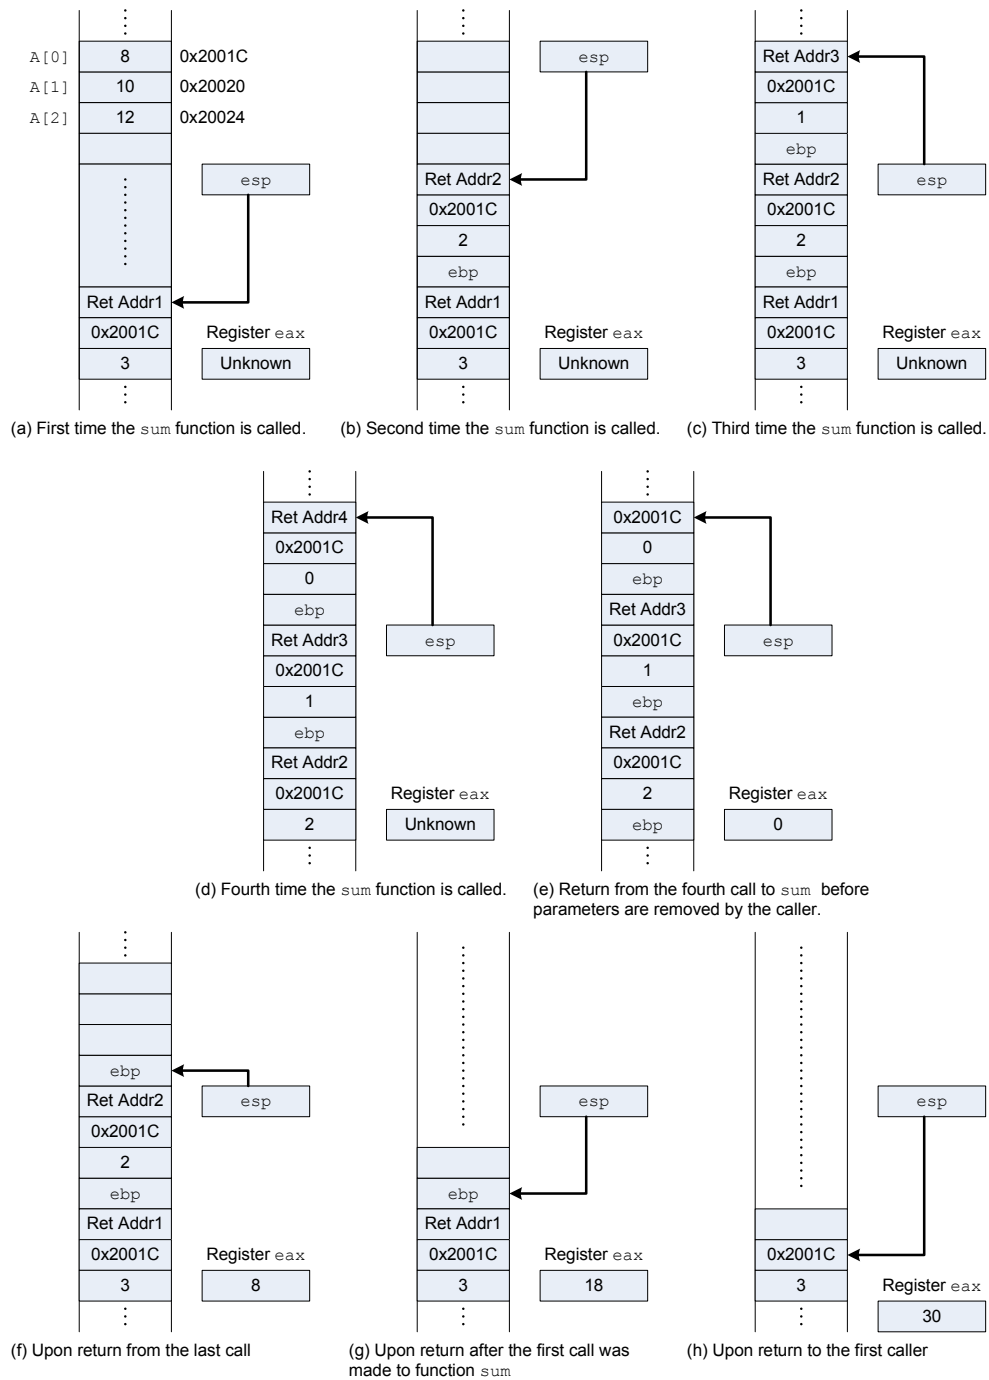 A[0] 8 0x2001C
A[1] 10 0x20020
A[2] 12 0x20024
esp
Ret Addr1
0x2001C
3
Register eax
Unknown
(a) First time the sum function is called.
esp
Ret Addr2
0x2001C
2
ebp
Ret Addr1
0x2001C
3
Register eax
Unknown
(b) Second time the sum function is called.
Ret Addr3
0x2001C
1
ebp
Ret Addr2
0x2001C
2
ebp
Ret Addr1
0x2001C
3
esp
Register eax
Unknown
(c) Third time the sum function is called.
Ret Addr4
0x2001C
0
ebp
Ret Addr3
0x2001C
1
ebp
Ret Addr2
0x2001C
2
esp
Register eax
Unknown
(d) Fourth time the sum function is called.
0x2001C
0
ebp
Ret Addr3
0x2001C
1
ebp
Ret Addr2
0x2001C
2
ebp
esp
Register eax
0
(e) Return from the fourth call to sum before
parameters are removed by the caller.
ebp
Ret Addr2
0x2001C
2
ebp
Ret Addr1
0x2001C
3
esp
Register eax
8
(f) Upon return from the last call
esp
ebp
Ret Addr1
0x2001C
3
Register eax
18
(g) Upon return after the first call was
made to function sum
esp
0x2001C
3
Register eax
30
(h) Upon return to the first caller